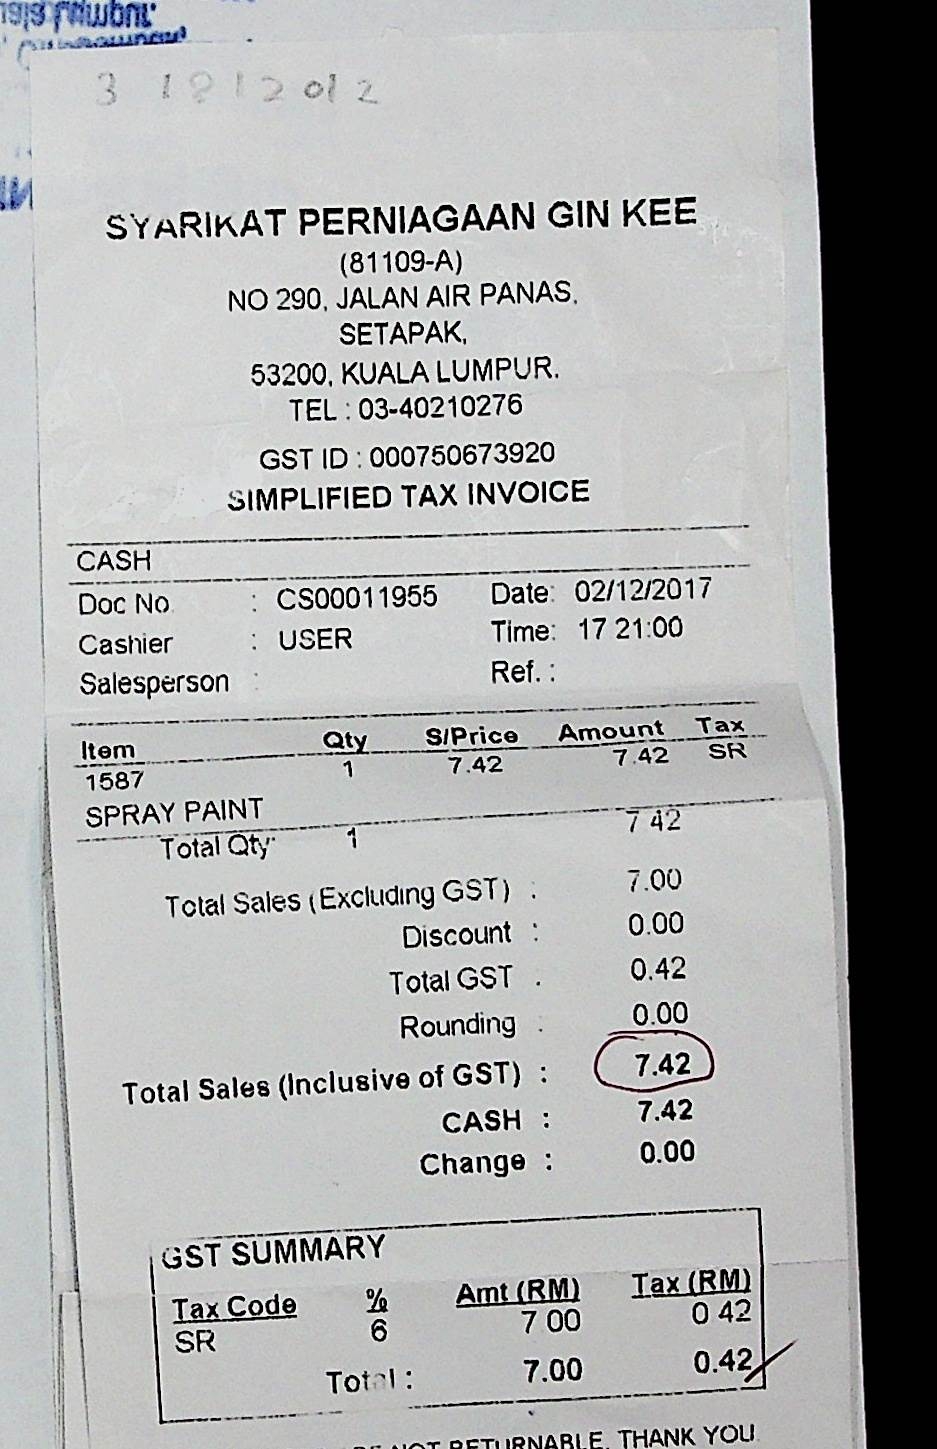 3 1812012
SYARIKAT PERNIAGAAN GIN KEE
(81109-A)
NO 290, JALAN AIR PANAS,
SETAPAK,
53200, KUALA LUMPUR.
TEL : 03-40210276
GST ID : 000750673920
SIMPLIFIED TAX INVOICE
CASH
Doc No : CS00011955 Date: 02/12/2017
Cashier : USER Time: 17 21:00
Salesperson : Ref. :
Item Qty S/Price Amount Tax
1587 1 7.42 7.42 SR
SPRAY PAINT
Total Qty: 1 7 42
Total Sales (Excluding GST) : 7.00
Discount : 0.00
Total GST . 0.42
Rounding : 0.00
Total Sales (Inclusive of GST) : 7.42
CASH : 7.42
Change : 0.00
GST SUMMARY
Tax Code % Amt (RM) Tax (RM)
SR 6 7 00 0 42
Total : 7.00 0.42
NOT RETURNABLE, THANK YOU